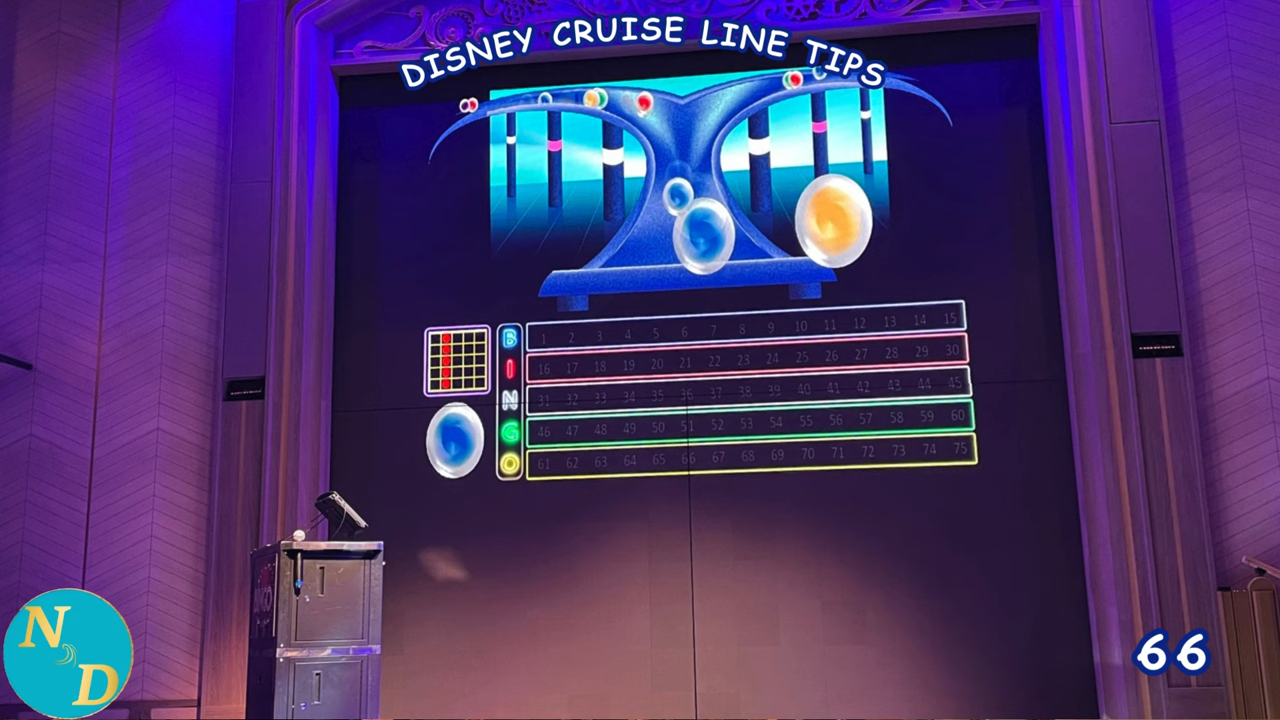 DISNEY CRUISE LINE TIPS
B 1 2 3 4 5 6 7 8 9 10 11 12 13 14 15
I 16 17 18 19 20 21 22 23 24 25 26 27 28 29 30
N 31 32 33 34 35 36 37 38 39 40 41 42 43 44 45
G 46 47 48 49 50 51 52 53 54 55 56 57 58 59 60
O 61 62 63 64 65 66 67 68 69 70 71 72 73 74 75
BINGO
N D
66